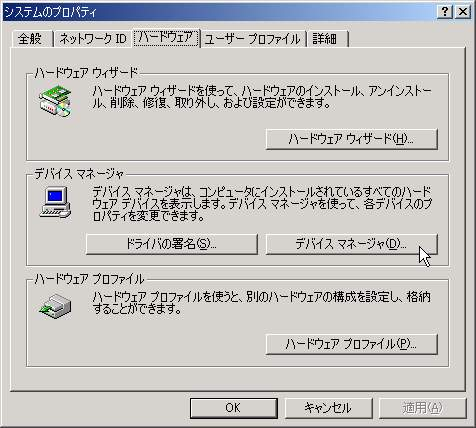 システムのプロパティ
全般 ネットワーク ID ハードウェア ユーザー プロファイル 詳細
ハードウェア ウィザード
ハードウェア ウィザードを使って、ハードウェアのインストール、アンインストー
ル、削除、修復、取り外し、および設定ができます。
ハードウェア ウィザード(H)...
デバイス マネージャ
デバイス マネージャは、コンピュータにインストールされているすべてのハード
ウェア デバイスを表示します。デバイス マネージャを使って、各デバイスのプ
ロパティを変更できます。
ドライバの署名(S)... デバイス マネージャ(D)...
ハードウェア プロファイル
ハードウェア プロファイルを使うと、別のハードウェアの構成を設定し、格納
することができます。
ハードウェア プロファイル(P)...
OK キャンセル 適用(A)